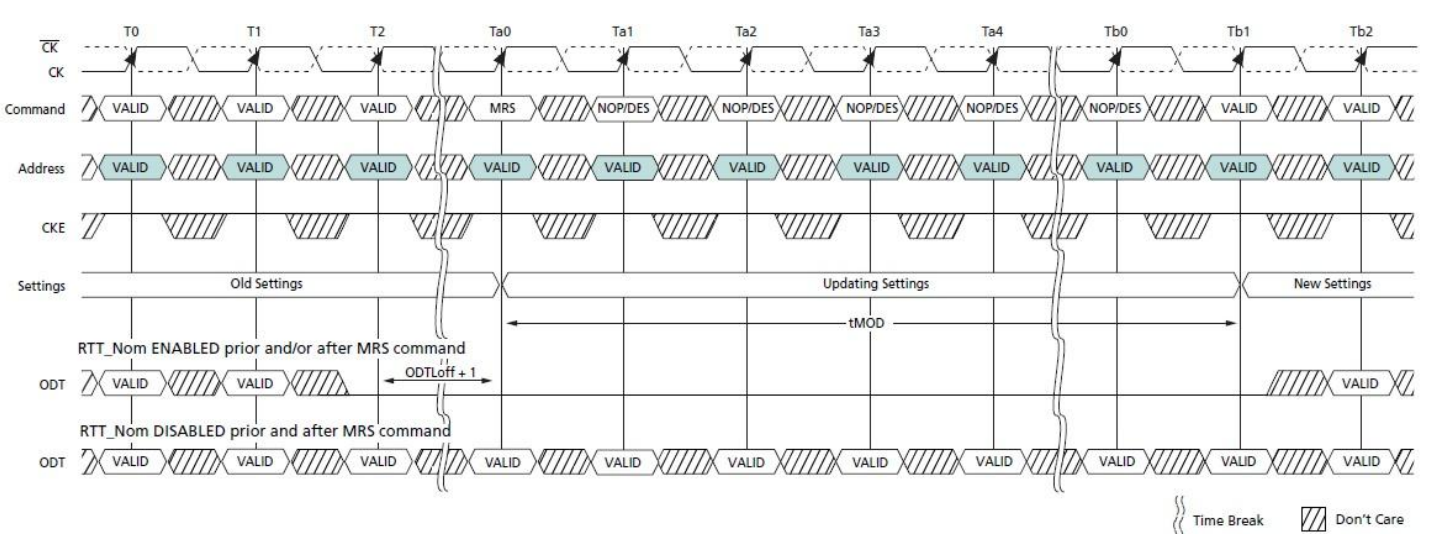 T0 T1 T2 Ta0 Ta1 Ta2 Ta3 Ta4 Tb0 Tb1 Tb2
CK
CK
Command VALID VALID VALID MRS NOP/DES NOP/DES NOP/DES NOP/DES NOP/DES VALID VALID
Address VALID VALID VALID VALID VALID VALID VALID VALID VALID VALID VALID
CKE
Settings Old Settings Updating Settings New Settings
tMOD
RTT_Nom ENABLED prior and/or after MRS command
ODTLoff + 1
ODT VALID VALID VALID
RTT_Nom DISABLED prior and after MRS command
ODT VALID VALID VALID VALID VALID VALID VALID VALID VALID VALID VALID
Time Break Don't Care